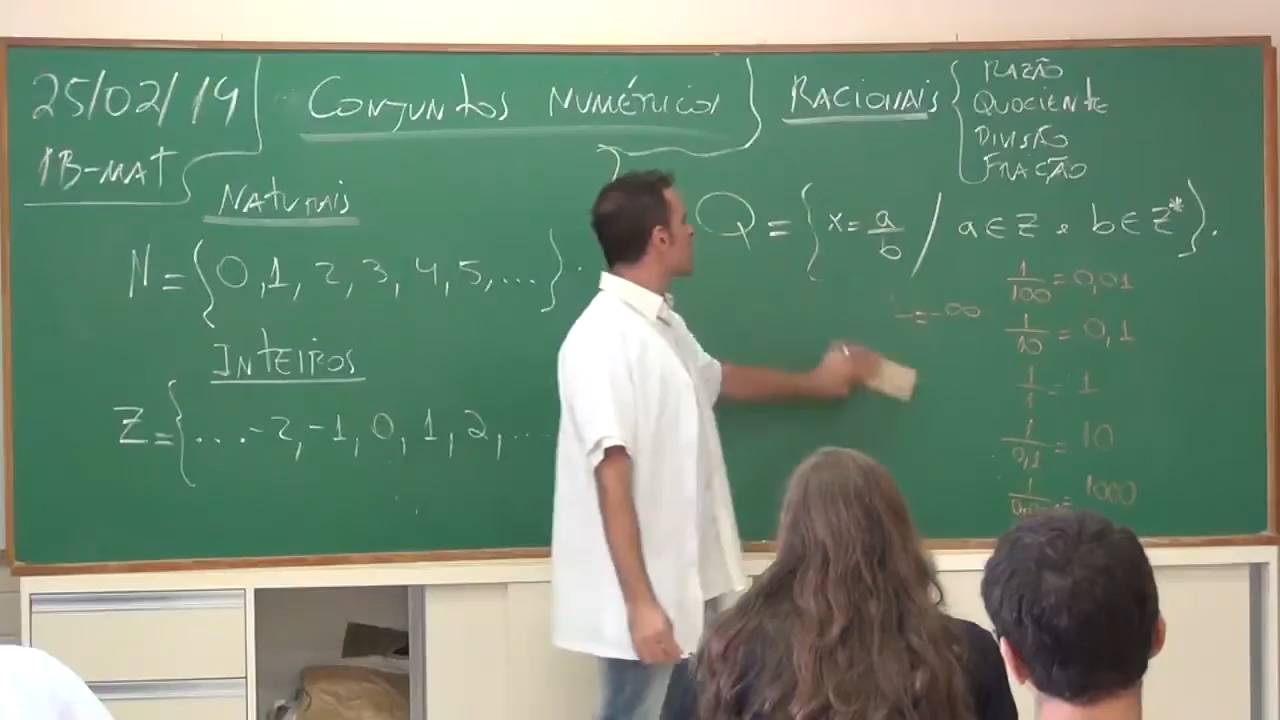 25/02/19
1B-MAT
CONJUNTOS NUMÉRICOS
NATURAIS
N = {0, 1, 2, 3, 4, 5, ...}.
INTEIROS
Z = {... -2, -1, 0, 1, 2, ...
RACIONAIS
RAZÃO
QUOCIENTE
DIVISÃO
FRAÇÃO
Q = {x = a/b / a ∈ Z e b ∈ Z*}.
1/100 = 0,01
1/10 = 0,1
1/1 = 1
1/0,1 = 10
= 1000
= -∞